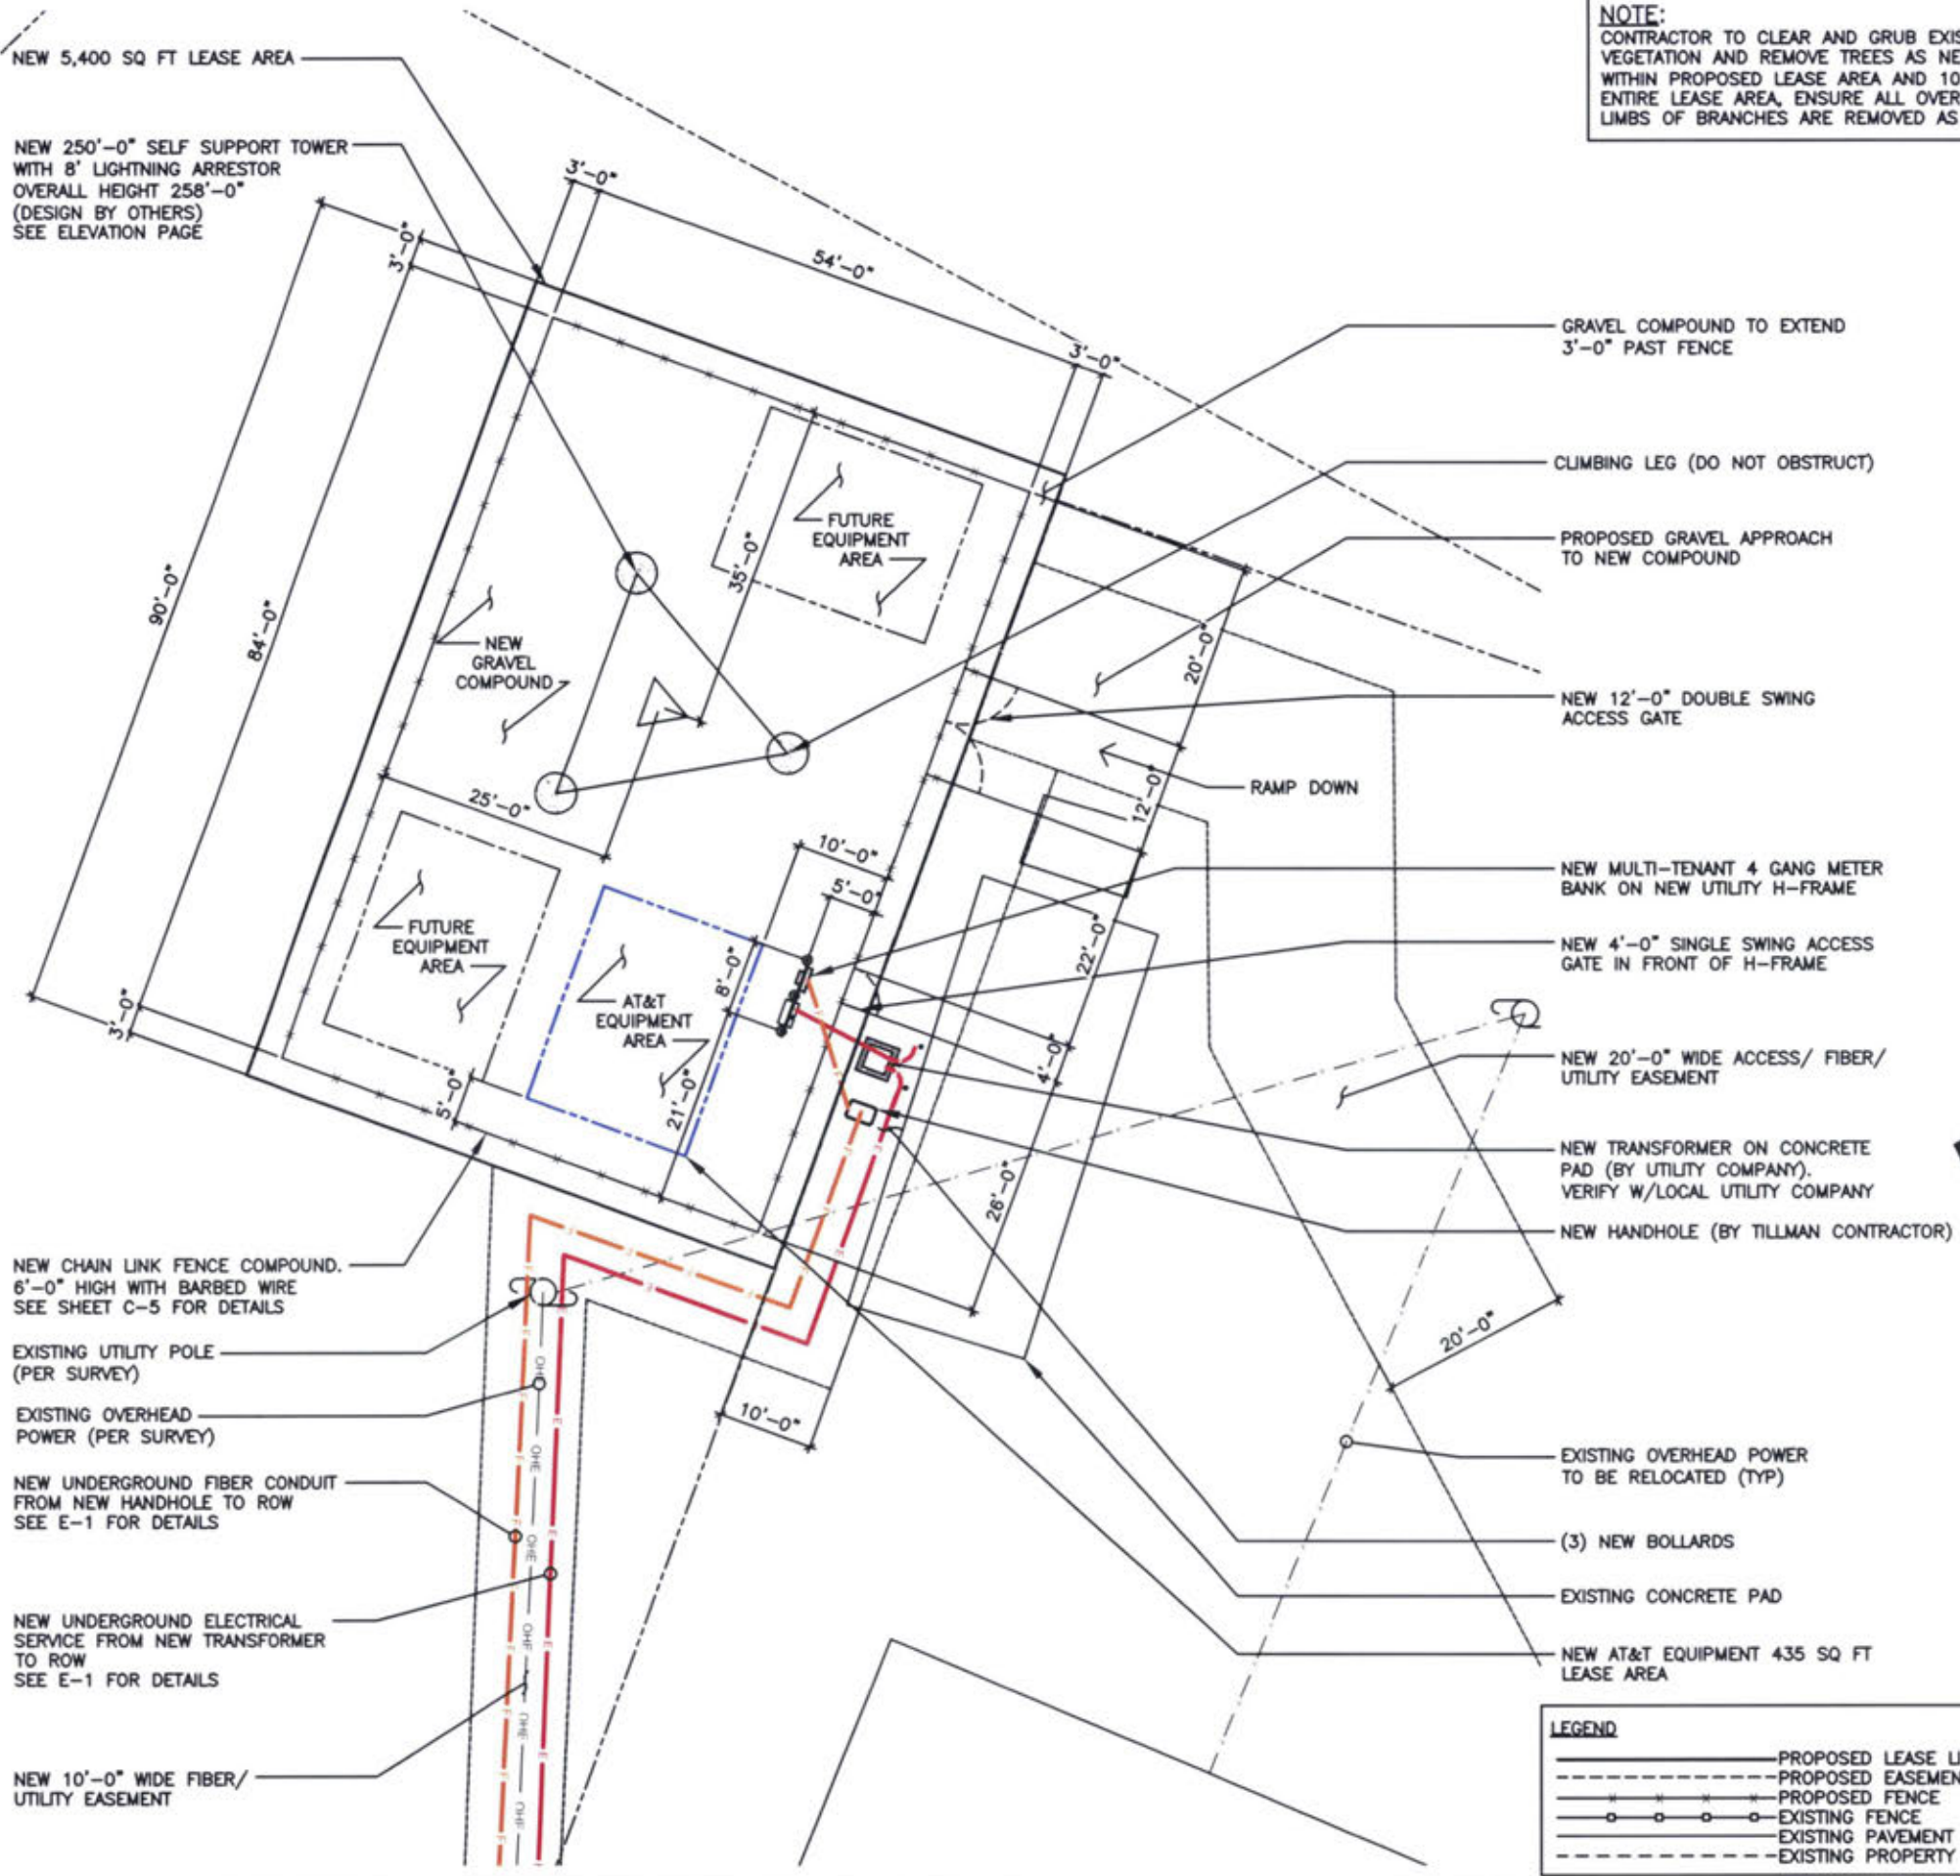 NOTE:
CONTRACTOR TO CLEAR AND GRUB
VEGETATION AND REMOVE TREES AS
WITHIN PROPOSED LEASE AREA AND 10
ENTIRE LEASE AREA, ENSURE ALL
LIMBS OF BRANCHES ARE REMOVED AS
NEW 5,400 SQ FT LEASE AREA
NEW 250'-0" SELF SUPPORT TOWER
WITH 8' LIGHTNING ARRESTOR
OVERALL HEIGHT 258'-0"
(DESIGN BY OTHERS)
SEE ELEVATION PAGE
3'-0"
3'-0"
54'-0"
3'-0"
90'-0"
84'-0"
3'-0"
GRAVEL COMPOUND TO EXTEND
3'-0" PAST FENCE
CLIMBING LEG (DO NOT OBSTRUCT)
PROPOSED GRAVEL APPROACH
TO NEW COMPOUND
NEW 12'-0" DOUBLE SWING
ACCESS GATE
RAMP DOWN
NEW MULTI-TENANT 4 GANG METER
BANK ON NEW UTILITY H-FRAME
NEW 4'-0" SINGLE SWING ACCESS
GATE IN FRONT OF H-FRAME
NEW 20'-0" WIDE ACCESS/ FIBER/
UTILITY EASEMENT
NEW TRANSFORMER ON CONCRETE
PAD (BY UTILITY COMPANY).
VERIFY W/LOCAL UTILITY COMPANY
NEW HANDHOLE (BY TILLMAN CONTRACTOR)
FUTURE
EQUIPMENT
AREA
35'-0"
NEW
GRAVEL
COMPOUND
20'-0"
12'-0"
25'-0"
10'-0"
5'-0"
FUTURE
EQUIPMENT
AREA
AT&T
EQUIPMENT
AREA
8'-0"
22'-0"
4'-0"
5'-0"
21'-0"
26'-0"
20'-0"
10'-0"
NEW CHAIN LINK FENCE COMPOUND.
6'-0" HIGH WITH BARBED WIRE
SEE SHEET C-5 FOR DETAILS
EXISTING UTILITY POLE
(PER SURVEY)
EXISTING OVERHEAD
POWER (PER SURVEY)
NEW UNDERGROUND FIBER CONDUIT
FROM NEW HANDHOLE TO ROW
SEE E-1 FOR DETAILS
NEW UNDERGROUND ELECTRICAL
SERVICE FROM NEW TRANSFORMER
TO ROW
SEE E-1 FOR DETAILS
NEW 10'-0" WIDE FIBER/
UTILITY EASEMENT
OHE
OHE
OHE
OHE
OHE
OHE
EXISTING OVERHEAD POWER
TO BE RELOCATED (TYP)
(3) NEW BOLLARDS
EXISTING CONCRETE PAD
NEW AT&T EQUIPMENT 435 SQ FT
LEASE AREA
LEGEND
PROPOSED LEASE
PROPOSED
PROPOSED FENCE
EXISTING FENCE
EXISTING PAVEMENT
EXISTING PROPERTY